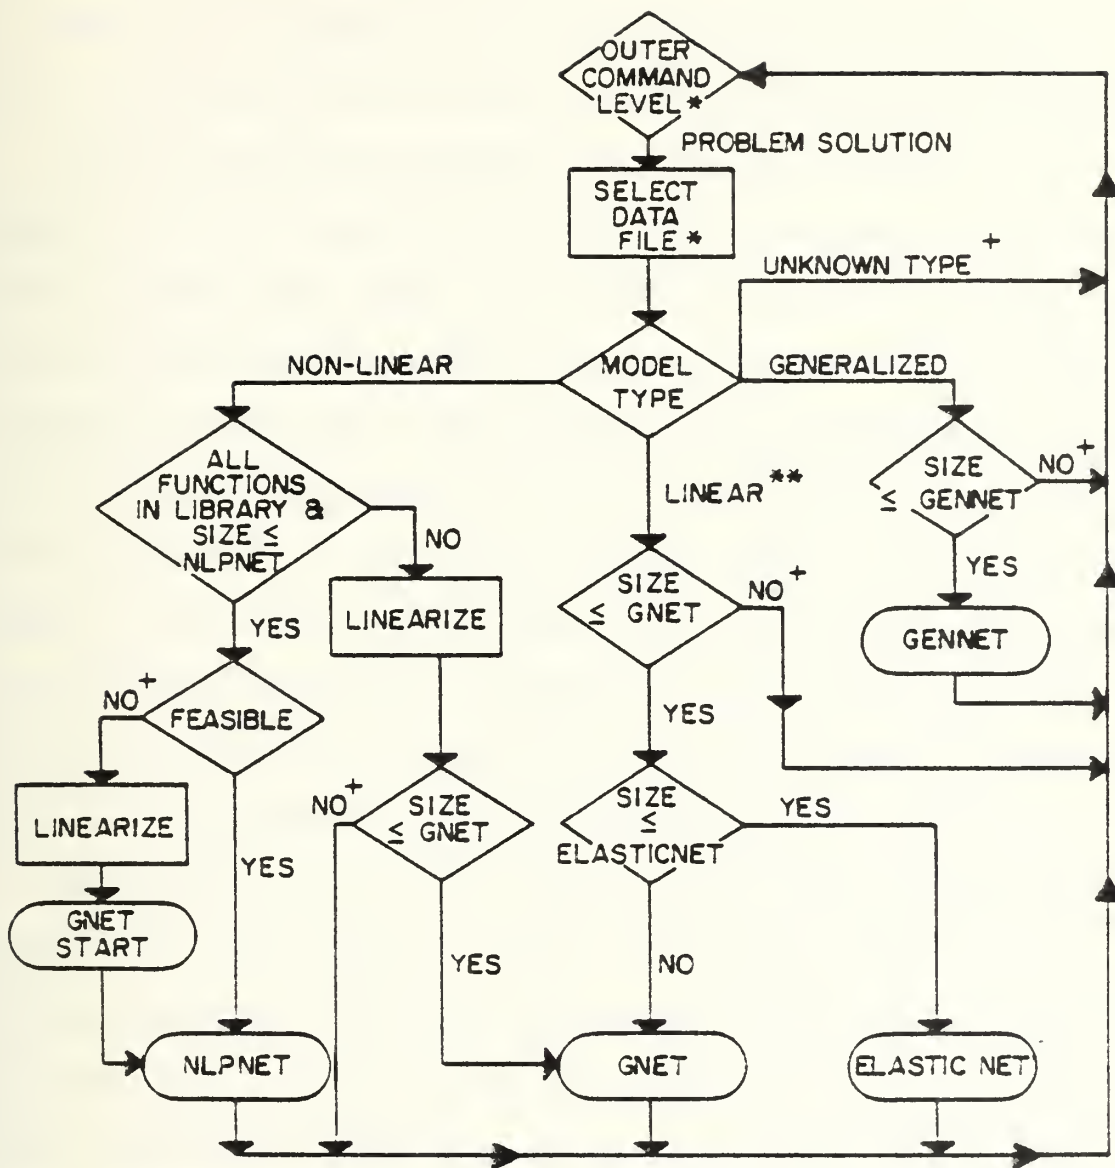 OUTER
COMMAND
LEVEL *
PROBLEM SOLUTION
SELECT
DATA
FILE *
UNKNOWN TYPE +
NON-LINEAR
MODEL
TYPE
GENERALIZED
ALL
FUNCTIONS
IN LIBRARY &
SIZE ≤
NLPNET
NO
LINEAR **
SIZE
≤ GENNET
NO +
YES
LINEARIZE
SIZE
≤ GNET
NO +
GENNET
YES
NO +
FEASIBLE
YES
LINEARIZE
NO +
SIZE
≤ GNET
SIZE
≤
ELASTICNET
YES
YES
GNET
START
YES
NO
NLPNET
GNET
ELASTIC NET